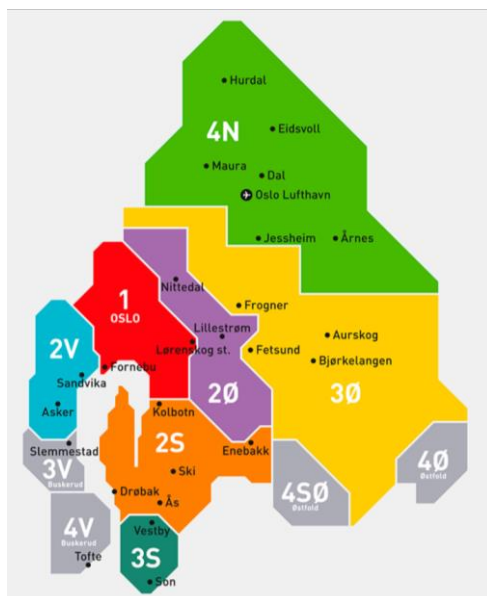 Hurdal
4N
Eidsvoll
Maura
Dal
Oslo Lufthavn
Jessheim
Årnes
1
OSLO
Nittedal
Frogner
2V
Lillestrøm
Lørenskog st.
Aurskog
Fetsund
Bjørkelangen
Fornebu
Sandvika
2Ø
3Ø
Asker
Kolbotn
2S
Enebakk
Slemmestad
3V
Buskerud
Ski
4Ø
Østfold
4SØ
Østfold
Drøbak
Ås
4V
Buskerud
Vestby
Tofte
3S
Son